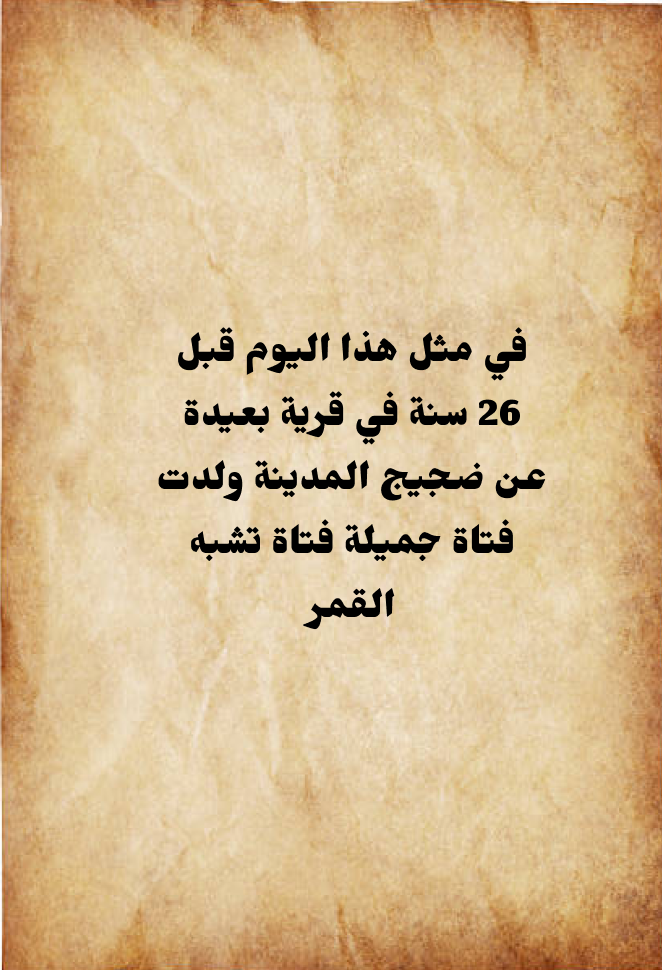 في مثل هذا اليوم قبل
26 سنة في قرية بعيدة
عن ضجيج المدينة ولدت
فتاة جميلة فتاة تشبه
القمر